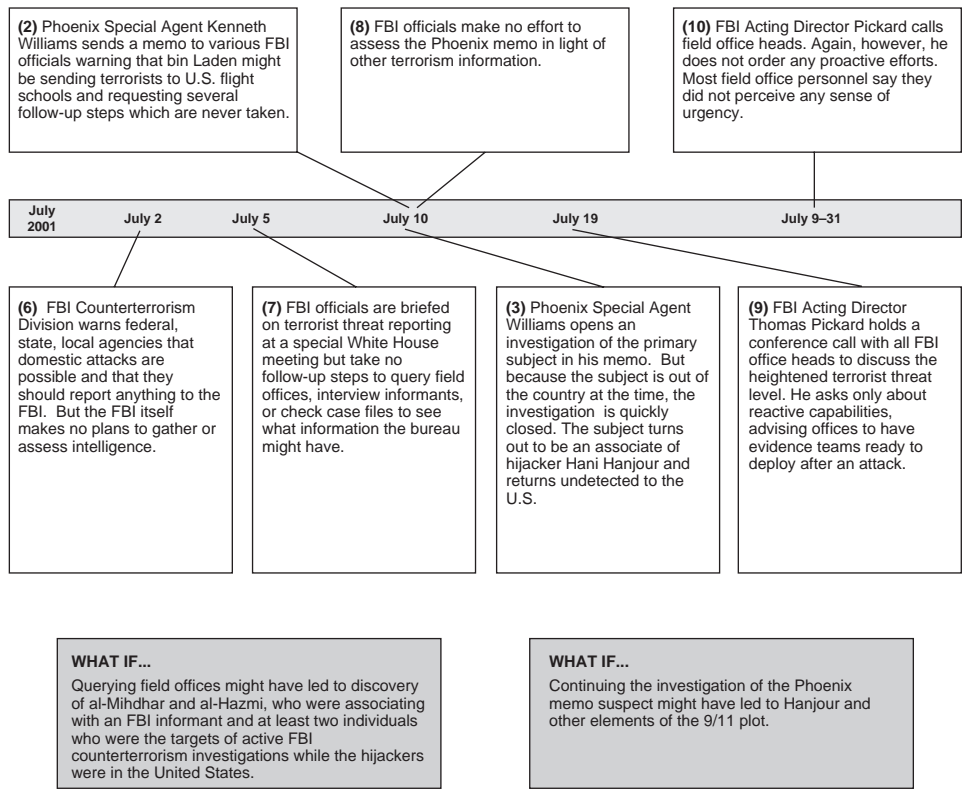 (2) Phoenix Special Agent Kenneth
Williams sends a memo to various FBI
officials warning that bin Laden might
be sending terrorists to U.S. flight
schools and requesting several
follow-up steps which are never taken.
(8) FBI officials make no effort to
assess the Phoenix memo in light of
other terrorism information.
(10) FBI Acting Director Pickard calls
field office heads. Again, however, he
does not order any proactive efforts.
Most field office personnel say they
did not perceive any sense of
urgency.
July
2001
July 2
July 5
July 10
July 19
July 9–31
(6) FBI Counterterrorism
Division warns federal,
state, local agencies that
domestic attacks are
possible and that they
should report anything to the
FBI. But the FBI itself
makes no plans to gather or
assess intelligence.
(7) FBI officials are briefed
on terrorist threat reporting
at a special White House
meeting but take no
follow-up steps to query field
offices, interview informants,
or check case files to see
what information the bureau
might have.
(3) Phoenix Special Agent
Williams opens an
investigation of the primary
subject in his memo. But
because the subject is out of
the country at the time, the
investigation is quickly
closed. The subject turns
out to be an associate of
hijacker Hani Hanjour and
returns undetected to the
U.S.
(9) FBI Acting Director
Thomas Pickard holds a
conference call with all FBI
office heads to discuss the
heightened terrorist threat
level. He asks only about
reactive capabilities,
advising offices to have
evidence teams ready to
deploy after an attack.
WHAT IF...
Querying field offices might have led to discovery
of al-Mihdhar and al-Hazmi, who were associating
with an FBI informant and at least two individuals
who were the targets of active FBI
counterterrorism investigations while the hijackers
were in the United States.
WHAT IF...
Continuing the investigation of the Phoenix
memo suspect might have led to Hanjour and
other elements of the 9/11 plot.